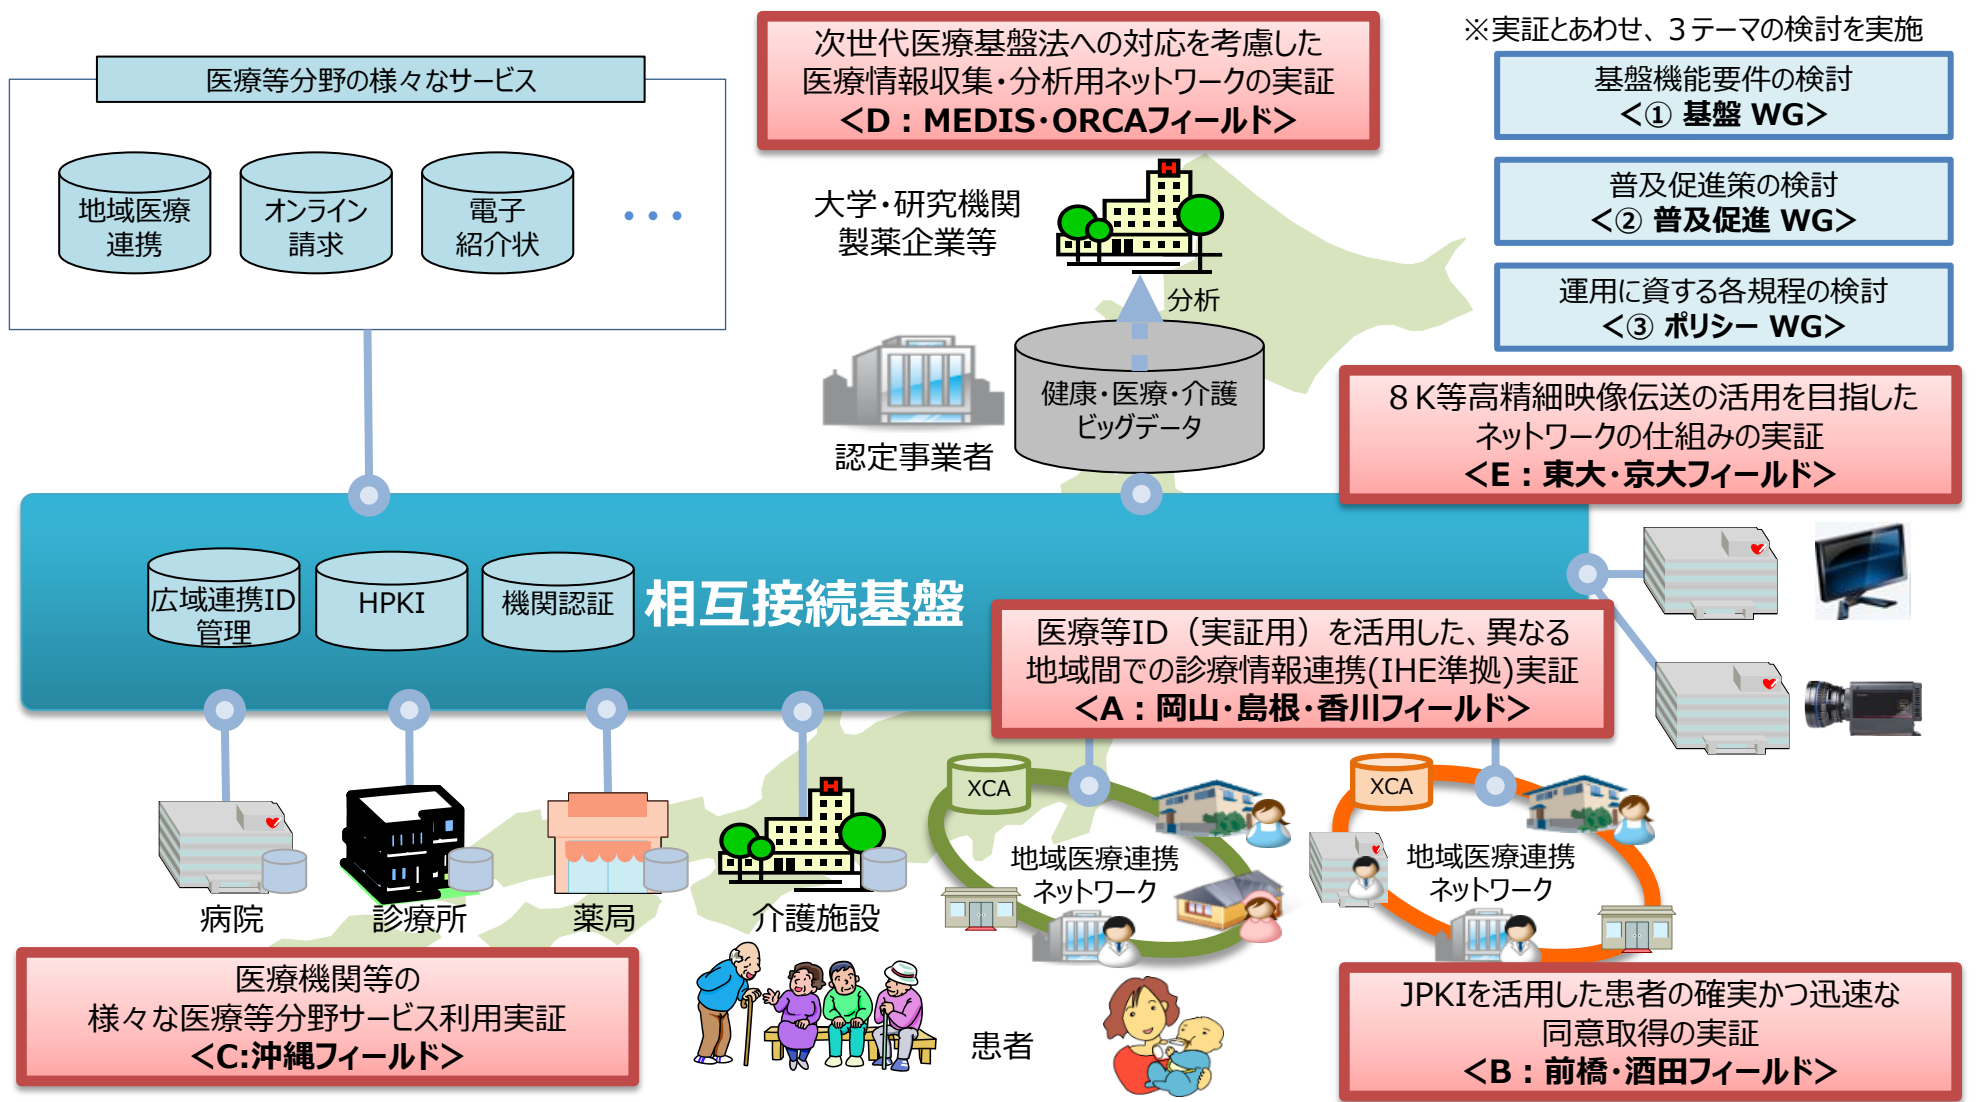 医療等分野の様々なサービス
地域医療
連携
オンライン
請求
電子
紹介状
・・・
次世代医療基盤法への対応を考慮した
医療情報収集・分析用ネットワークの実証
<D：MEDIS・ORCAフィールド>
※実証とあわせ、３テーマの検討を実施
基盤機能要件の検討
<① 基盤 WG>
普及促進策の検討
<② 普及促進 WG>
運用に資する各規程の検討
<③ ポリシー WG>
大学・研究機関
製薬企業等
分析
認定事業者
健康・医療・介護
ビッグデータ
８K等高精細映像伝送の活用を目指した
ネットワークの仕組みの実証
<E：東大・京大フィールド>
広域連携ID
管理
HPKI
機関認証
相互接続基盤
医療等ID（実証用）を活用した、異なる
地域間での診療情報連携(IHE準拠)実証
<A：岡山・島根・香川フィールド>
病院
診療所
薬局
介護施設
XCA
地域医療連携
ネットワーク
XCA
地域医療連携
ネットワーク
医療機関等の
様々な医療等分野サービス利用実証
<C:沖縄フィールド>
患者
JPKIを活用した患者の確実かつ迅速な
同意取得の実証
<B：前橋・酒田フィールド>